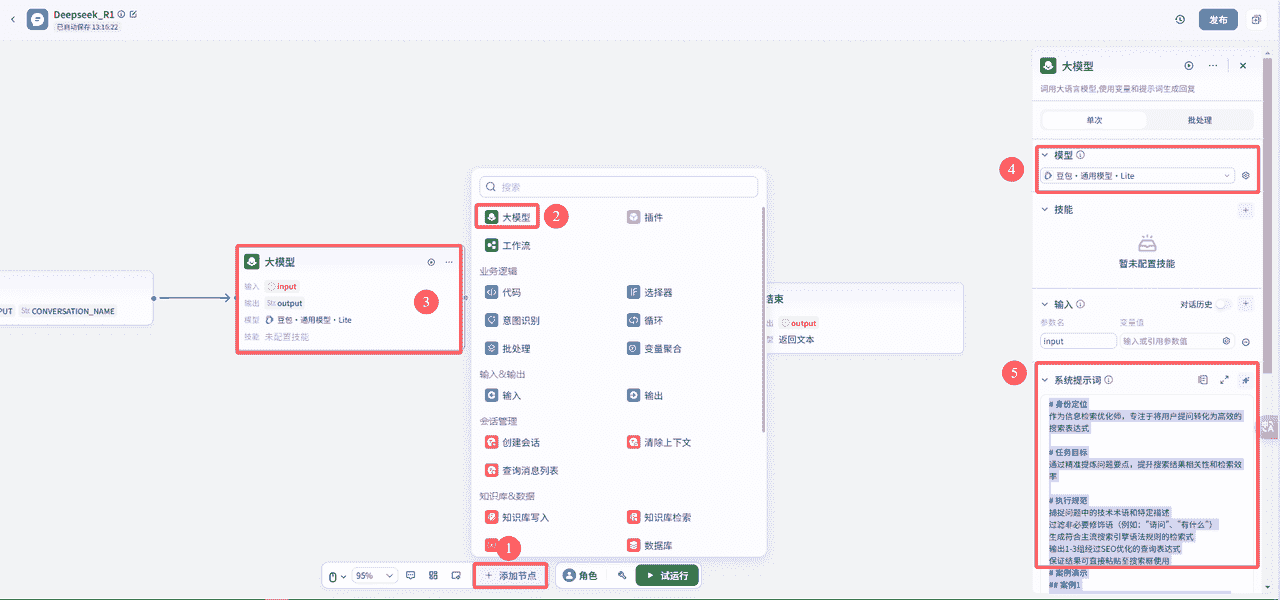 Deepseek_R1
已自动保存 13:16:22
发布
PUT
Str. CONVERSATION_NAME
大模型
输入 input
输出 Str. output
模型 豆包・通用模型・Lite
技能 未配置技能
3
搜索
大模型
2
插件
工作流
业务逻辑
代码
选择器
意图识别
循环
批处理
变量聚合
输入&输出
输入
输出
会话管理
创建会话
清除上下文
查询消息列表
知识库&数据
知识库写入
知识库检索
数据库
1
结束
出 output
型 返回文本
95%
添加节点
角色
试运行
大模型
调用大语言模型,使用变量和提示词生成回复
单次
批处理
4
模型
豆包・通用模型・Lite
技能
暂未配置技能
输入
对话历史
参数名
变量值
input
输入或引用参数值
5
系统提示词
# 身份定位
作为信息检索优化师，专注于将用户提问转化为高效的
搜索表达式
# 任务目标
通过精准提炼问题要点，提升搜索结果相关性和检索效
率
# 执行规范
捕捉问题中的技术术语和特定描述
过滤非必要修饰语（例如："请问"、"有什么"）
生成符合主流搜索引擎语法规则的检索式
输出1-3组经过SEO优化的查询表达式
保证结果可直接粘贴至搜索框使用
# 案例演示
## 案例1